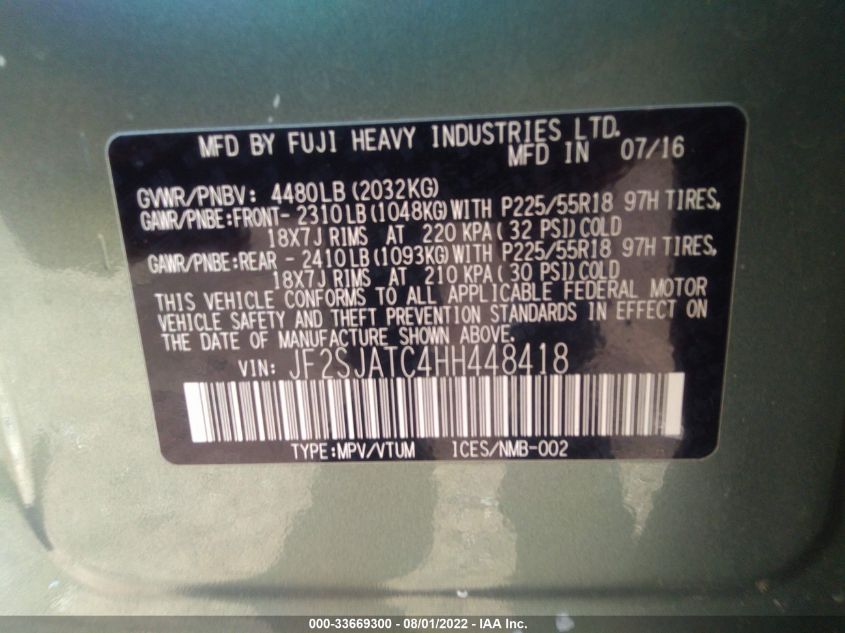 MFD BY FUJI HEAVY INDUSTRIES LTD.
MFD IN 07/16
GVWR/PNBV: 4480LB (2032KG)
GAWR/PNBE:FRONT- 2310LB (1048KG) WITH P225/55R18 97H TIRES,
18X7J RIMS AT 220 KPA ( 32 PSI) COLD
GAWR/PNBE:REAR - 2410LB (1093KG) WITH P225/55R18 97H TIRES,
18X7J RIMS AT 210 KPA ( 30 PSI) COLD
THIS VEHICLE CONFORMS TO ALL APPLICABLE FEDERAL MOTOR
VEHICLE SAFETY AND THEFT PREVENTION STANDARDS IN EFFECT ON
THE DATE OF MANUFACTURE SHOWN ABOVE.
VIN: JF2SJATC4HH448418
TYPE:MPV/VTUM ICES/NMB-002
000-33669300 - 08/01/2022 - IAA Inc.